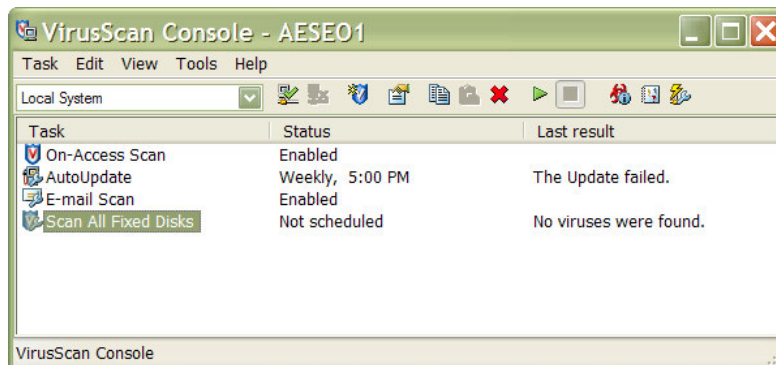 VirusScan Console - AESEO1
Task Edit View Tools Help
Local System
Task Status Last result
On-Access Scan Enabled
AutoUpdate Weekly, 5:00 PM The Update failed.
E-mail Scan Enabled
Scan All Fixed Disks Not scheduled No viruses were found.
VirusScan Console